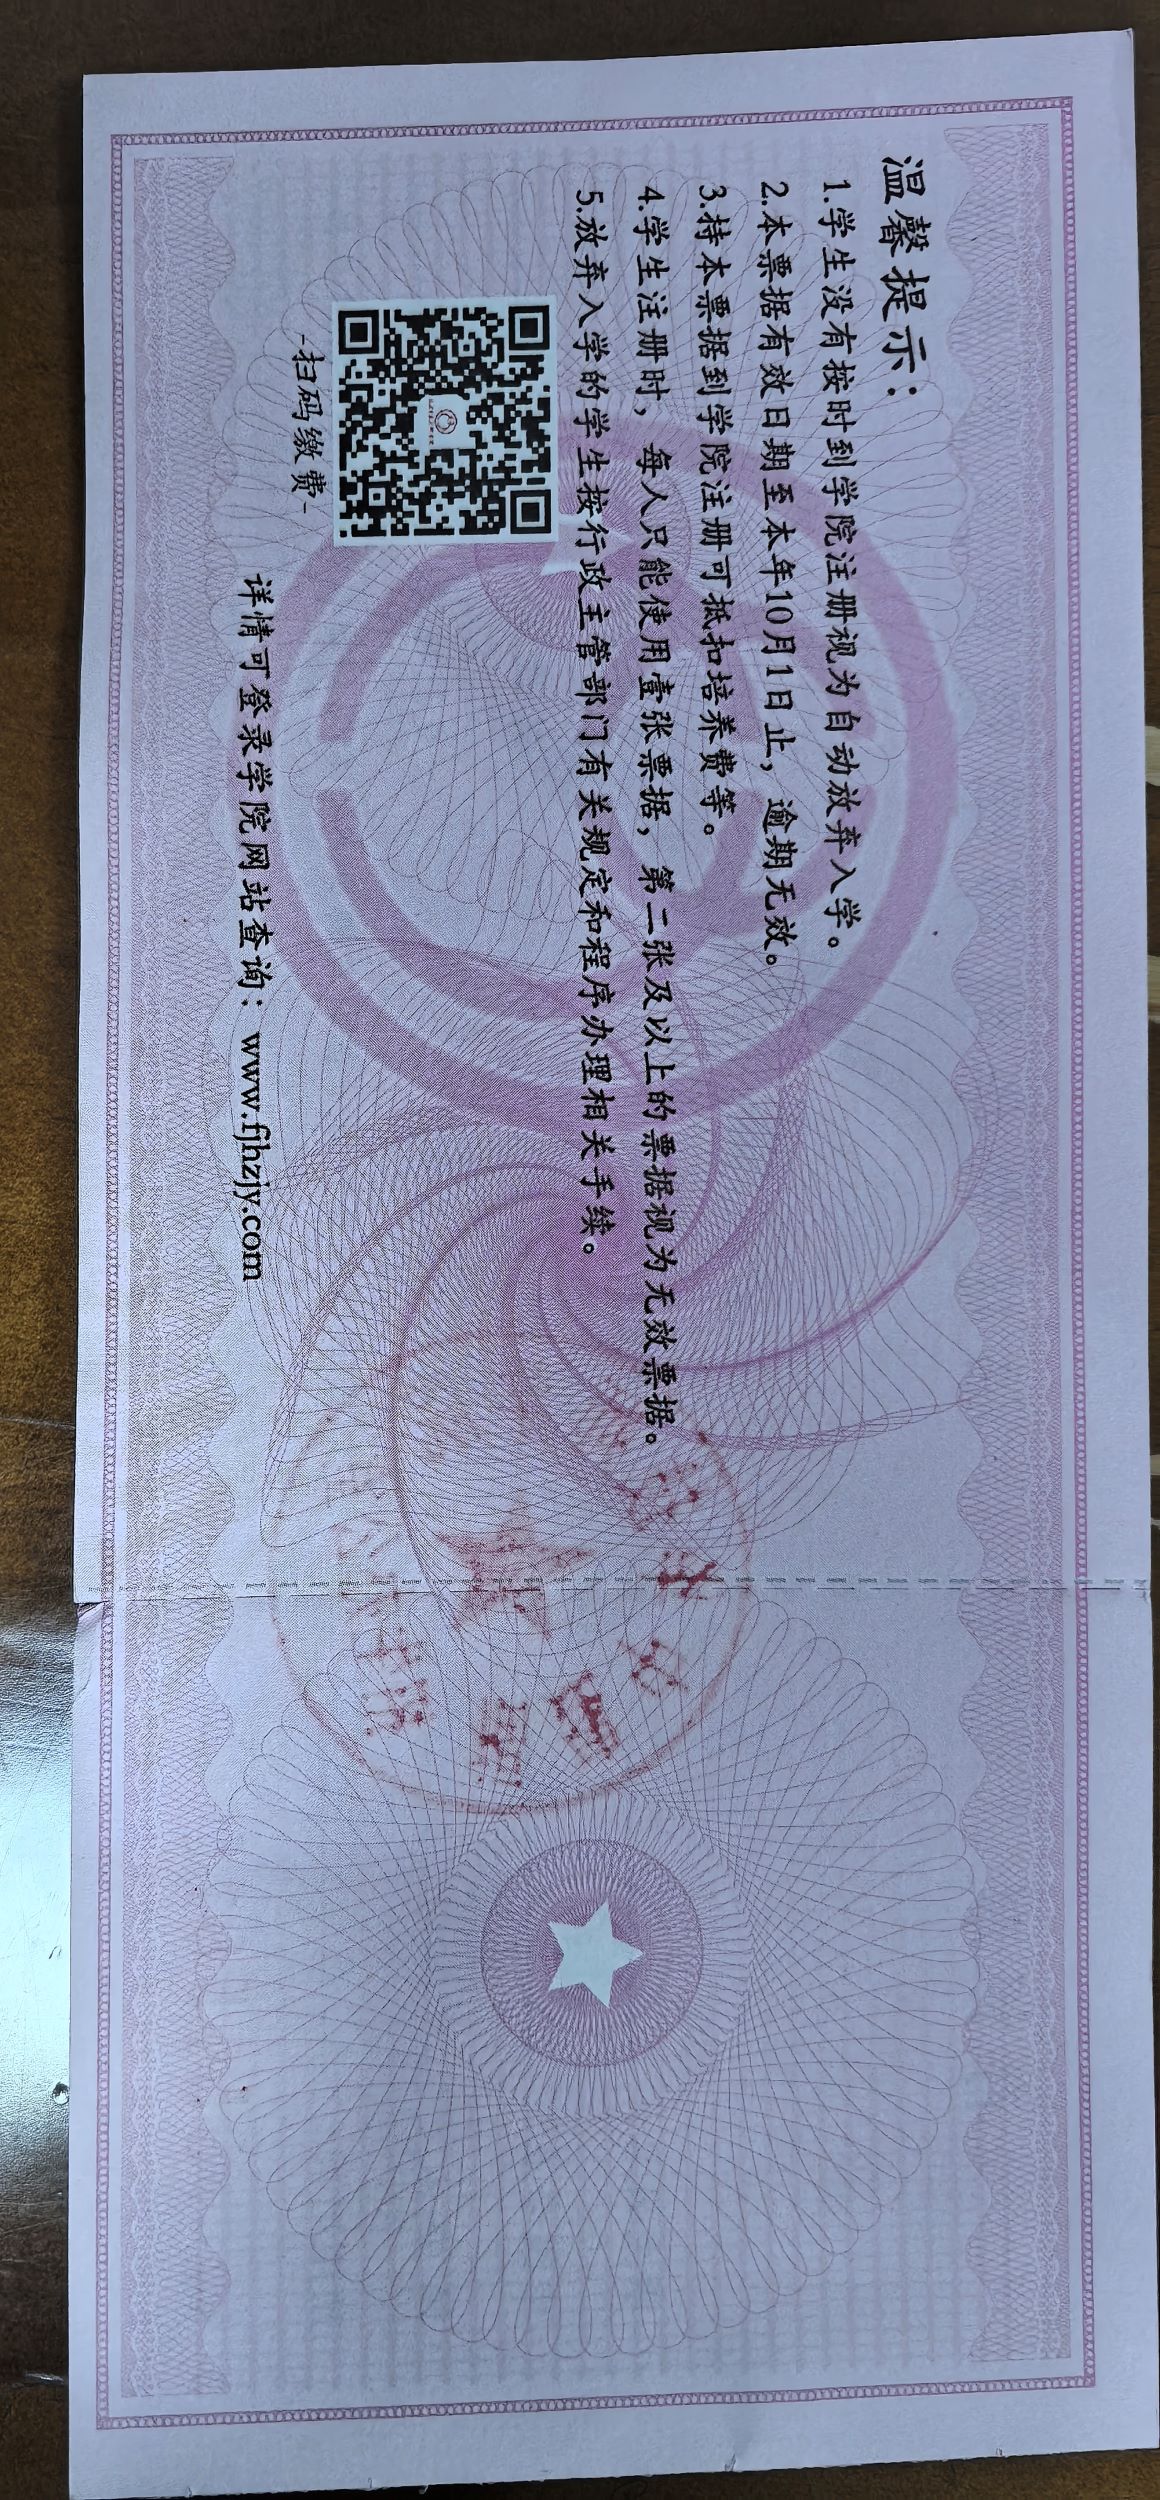 温馨提示：
1.学生没有按时到学院注册视为自动放弃入学。
2.本票据有效日期至本年10月1日止，逾期无效。
3.持本票据到学院注册可抵扣培养费等。
4.学生注册时，每人只能使用壹张票据，第二张及以上的票据视为无效票据。
5.放弃入学的学生按行政主管部门有关规定和程序办理相关手续。
-扫码缴费-
详情可登录学院网站查询：www.fjhzjy.com